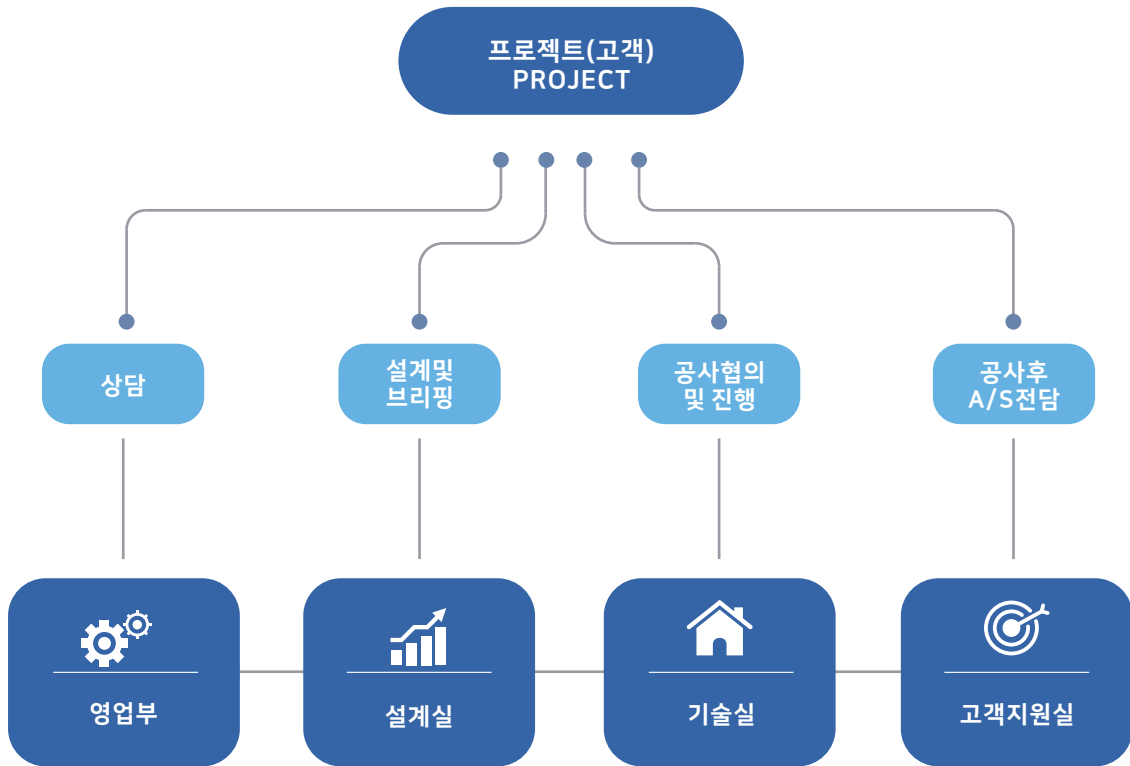 프로젝트(고객)
PROJECT
상담
설계및
브리핑
공사협의
및 진행
공사후
A/S전담
영업부
설계실
기술실
고객지원실